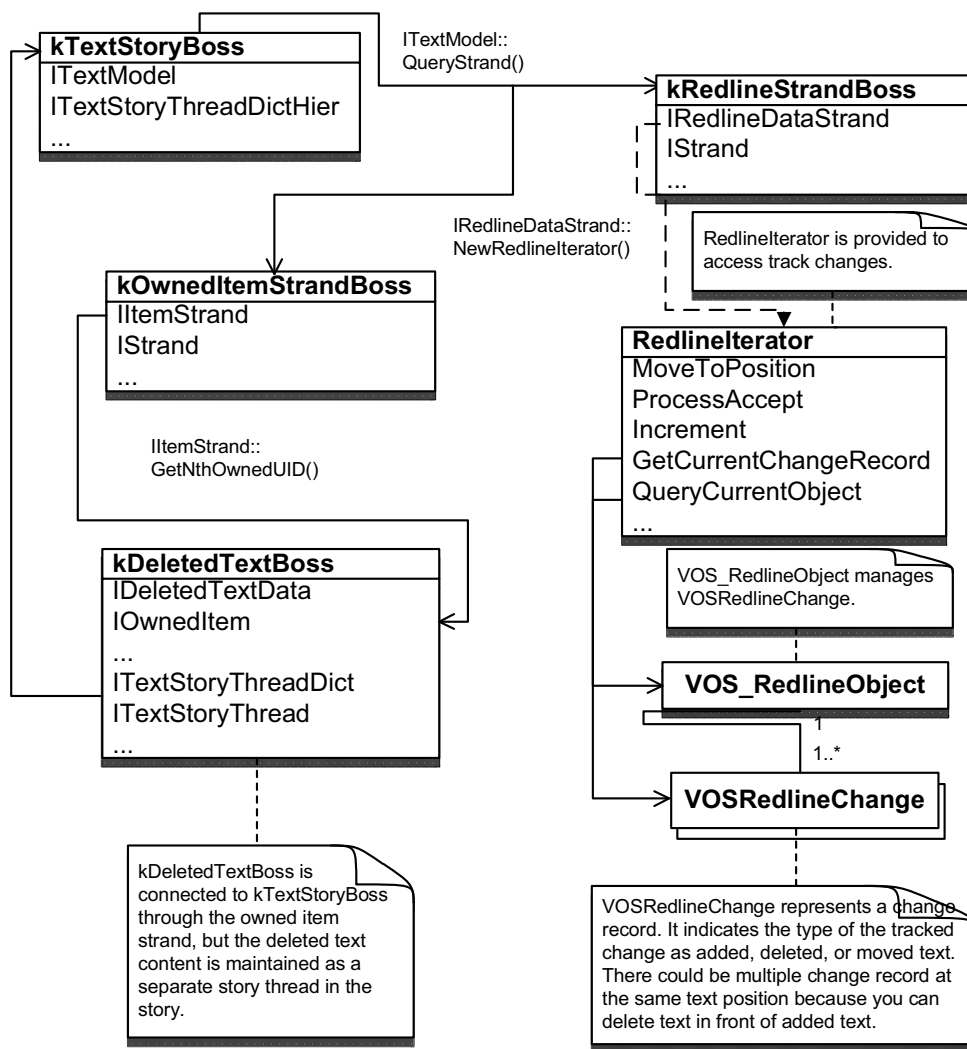 kTextStoryBoss
ITextModel
ITextStoryThreadDictHier
...
ITextModel::
QueryStrand()
kRedlineStrandBoss
IRedlineDataStrand
IStrand
...
IRedlineDataStrand::
NewRedlineIterator()
RedlineIterator is provided to
access track changes.
kOwnedItemStrandBoss
IItemStrand
IStrand
...
RedlineIterator
MoveToPosition
ProcessAccept
Increment
GetCurrentChangeRecord
QueryCurrentObject
...
IItemStrand::
GetNthOwnedUID()
kDeletedTextBoss
IDeletedTextData
IOwnedItem
...
ITextStoryThreadDict
ITextStoryThread
...
VOS_RedlineObject manages
VOSRedlineChange.
VOS_RedlineObject
1
1..*
VOSRedlineChange
kDeletedTextBoss is
connected to kTextStoryBoss
through the owned item
strand, but the deleted text
content is maintained as a
separate story thread in the
story.
VOSRedlineChange represents a change
record. It indicates the type of the tracked
change as added, deleted, or moved text.
There could be multiple change record at
the same text position because you can
delete text in front of added text.